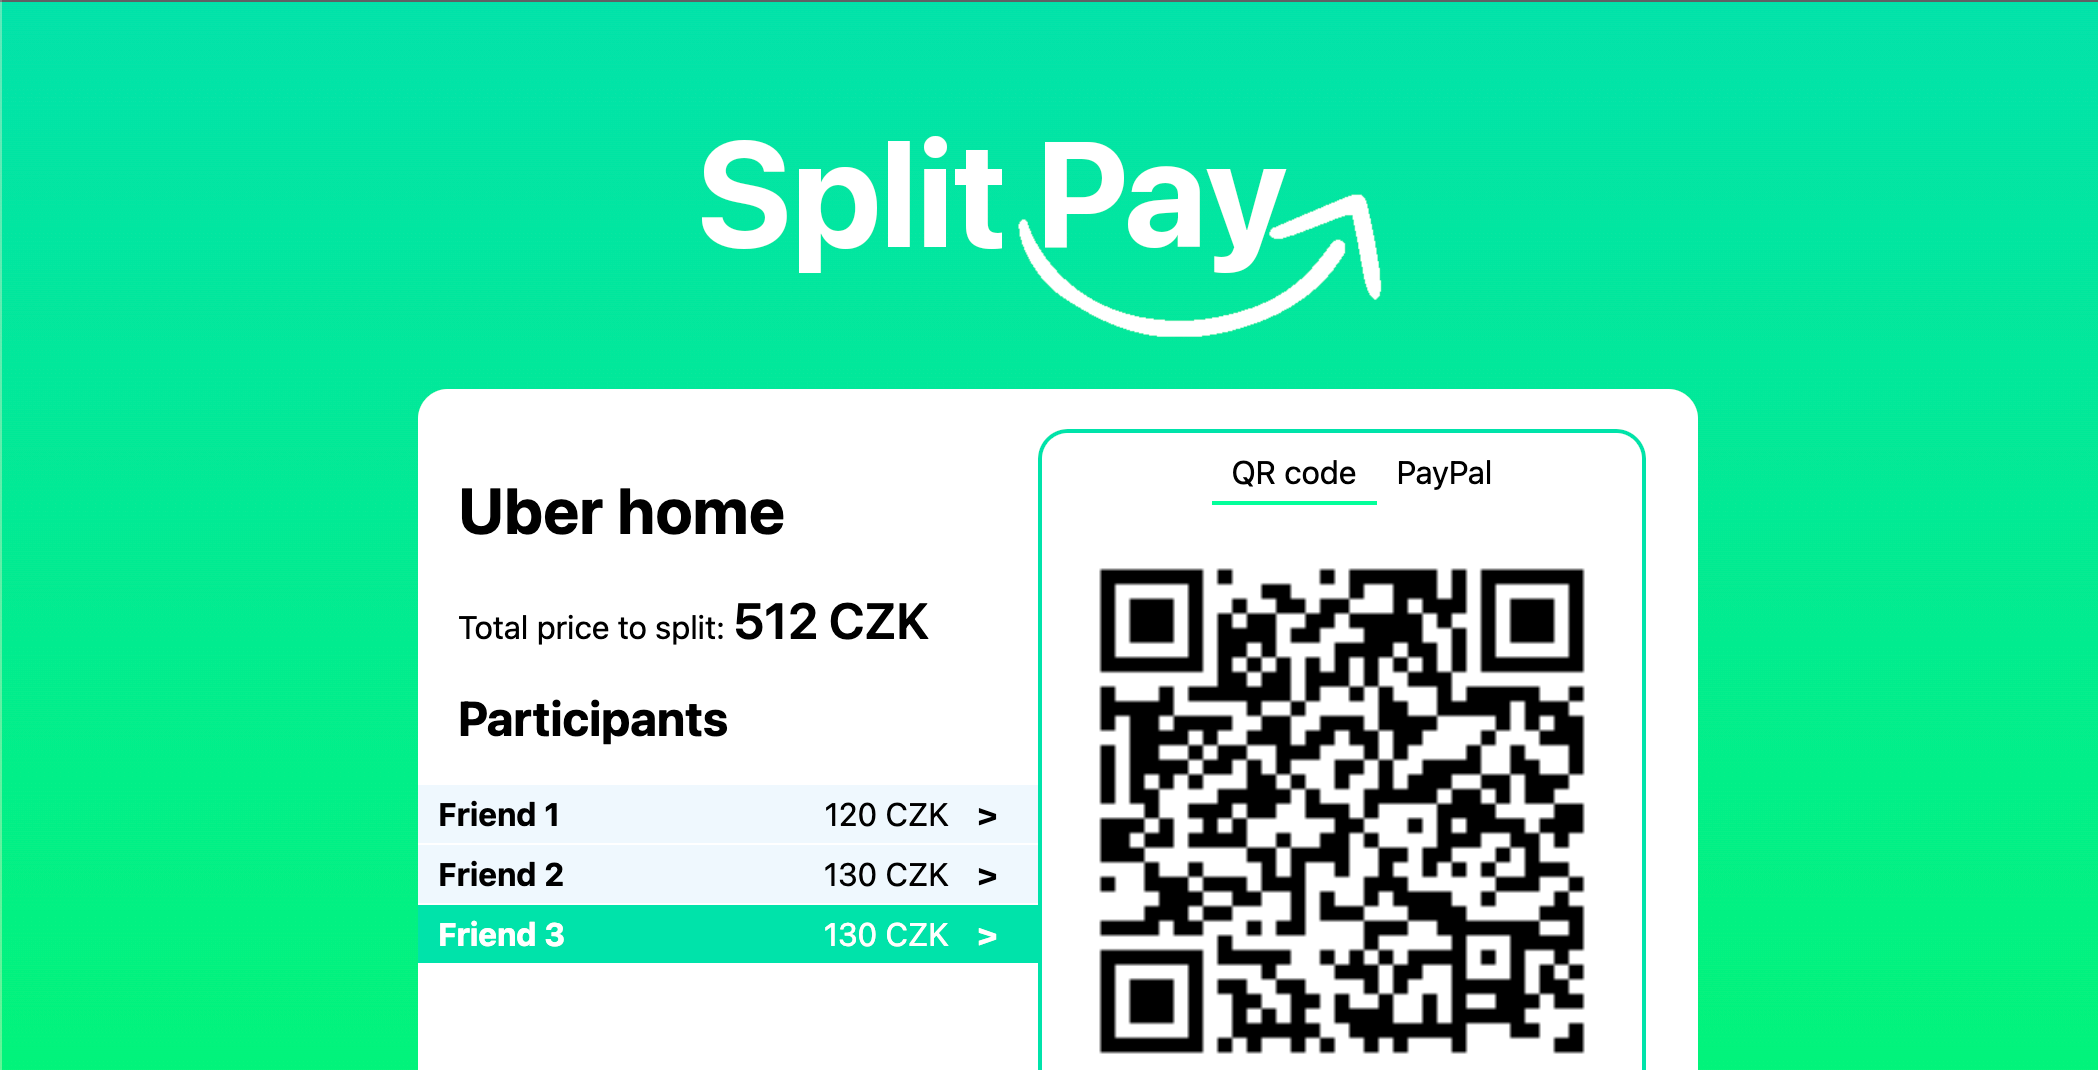 Split Pay
Uber home
Total price to split: 512 CZK
Participants
Friend 1 120 CZK >
Friend 2 130 CZK >
Friend 3 130 CZK >
QR code PayPal